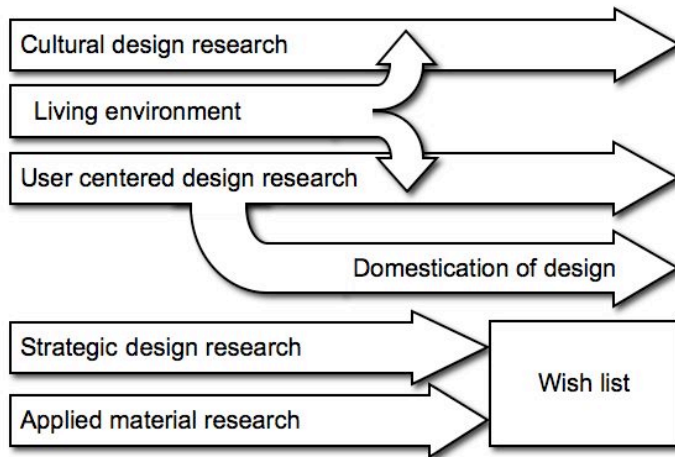 Cultural design research
Living environment
User centered design research
Domestication of design
Strategic design research
Wish list
Applied material research